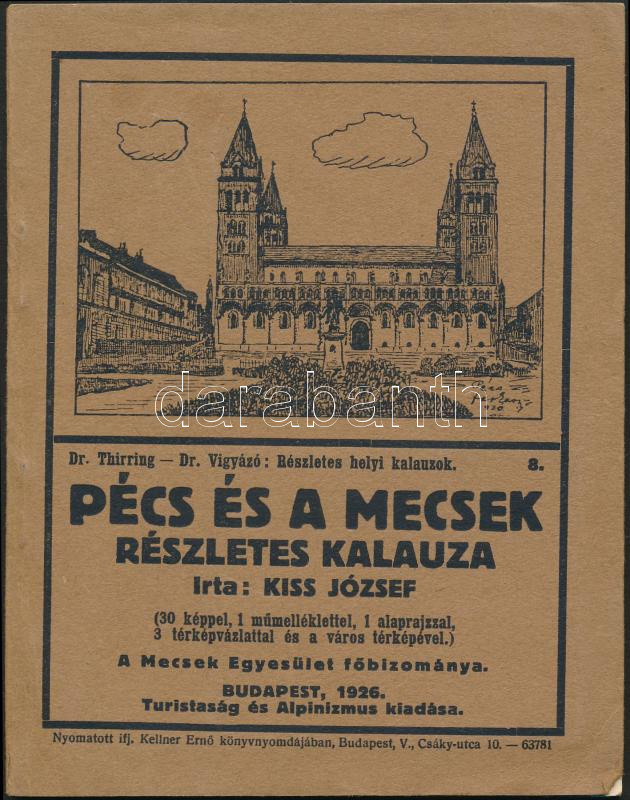 Pécs
darabanth
Dr. Thirring — Dr. Vigyázó: Részletes helyi kalauzok. 8.
PÉCS ÉS A MECSEK
RÉSZLETES KALAUZA
Irta: KISS JÓZSEF
(30 képpel, 1 műmelléklettel, 1 alaprajzzal,
3 térképvázlattal és a város térképével.)
A Mecsek Egyesület főbizománya.
BUDAPEST, 1926.
Turistaság és Alpinizmus kiadása.
Nyomatott ifj. Kellner Ernő könyvnyomdájában, Budapest, V., Csáky-utca 10. — 63781